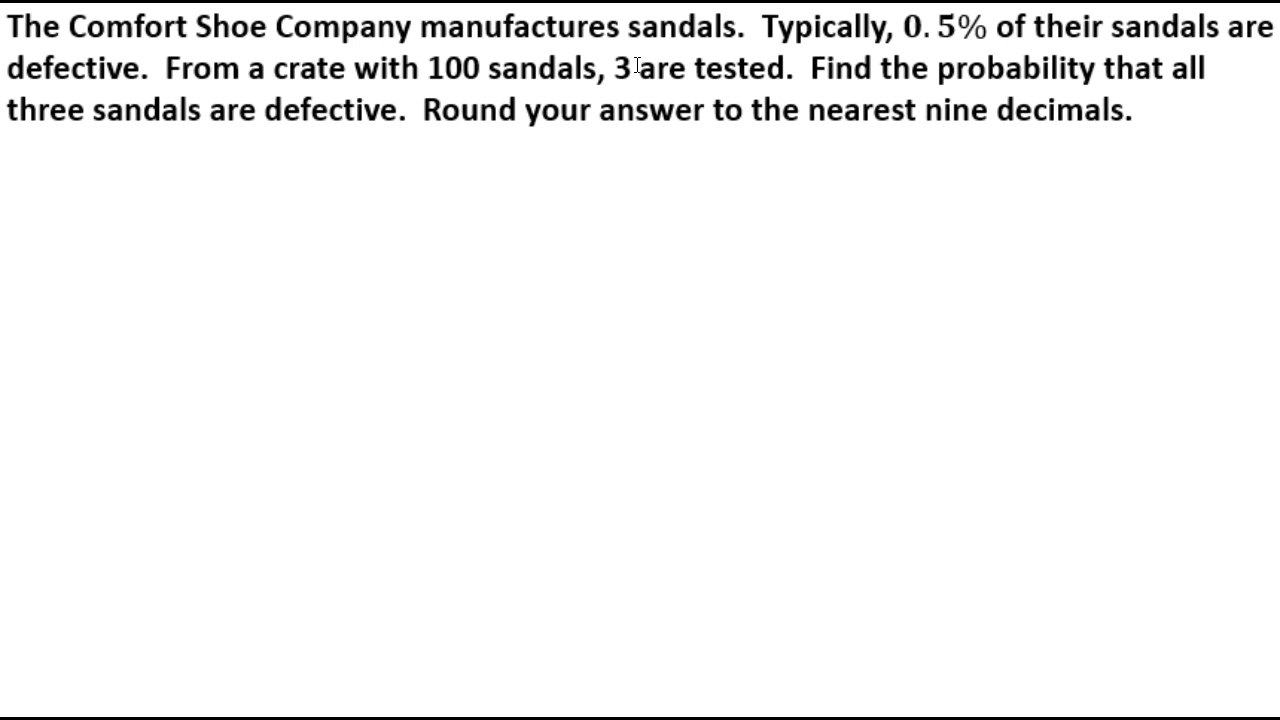 The Comfort Shoe Company manufactures sandals.  Typically, 0.5% of their sandals are
defective.  From a crate with 100 sandals, 3 are tested.  Find the probability that all
three sandals are defective.  Round your answer to the nearest nine decimals.